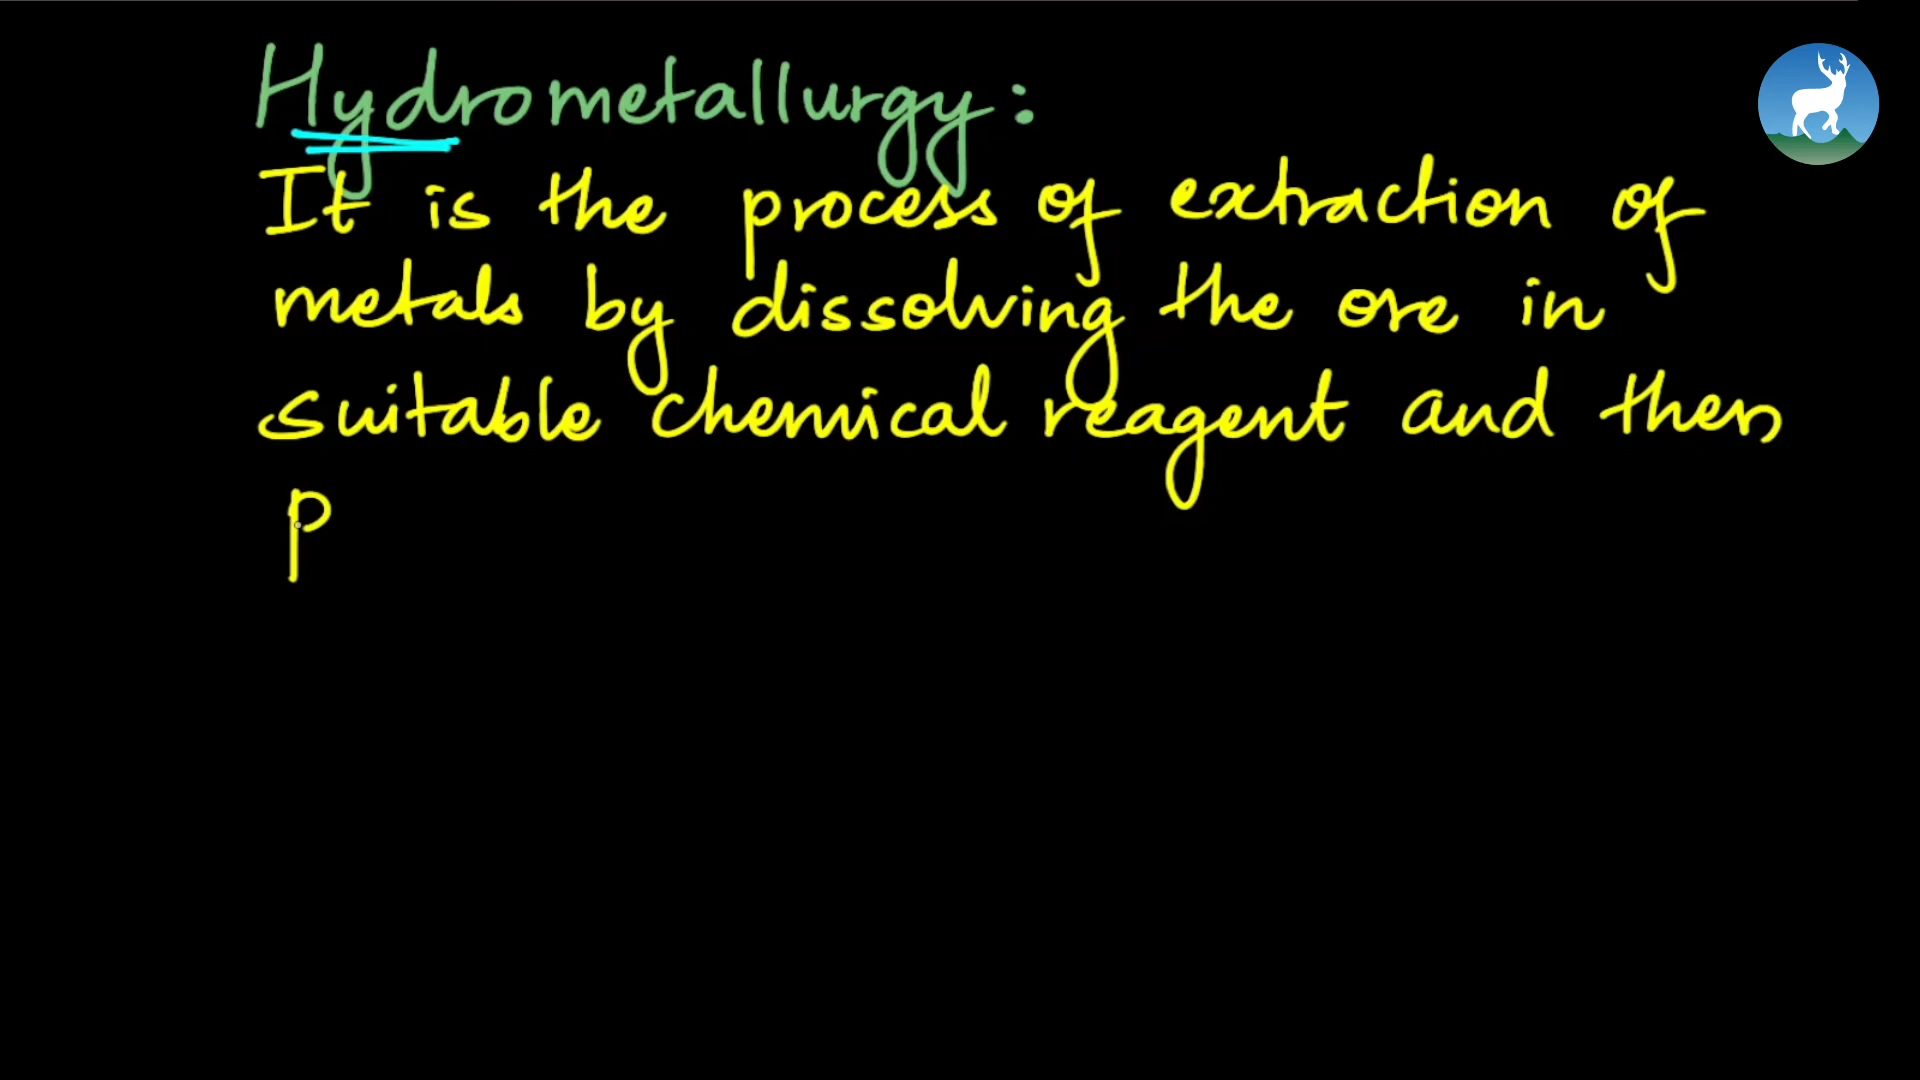 Hydrometallurgy:
It is the process of extraction of
metals by dissolving the ore in
suitable chemical reagent and then
p